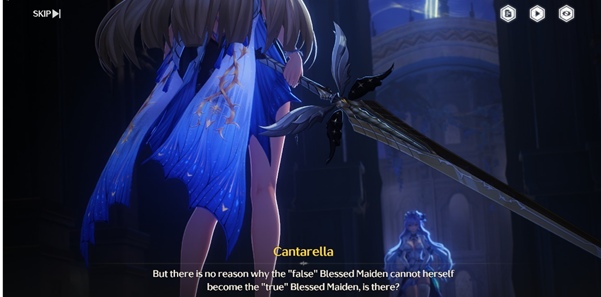 SKIP
Cantarella
But there is no reason why the "false" Blessed Maiden cannot herself
become the "true" Blessed Maiden, is there?